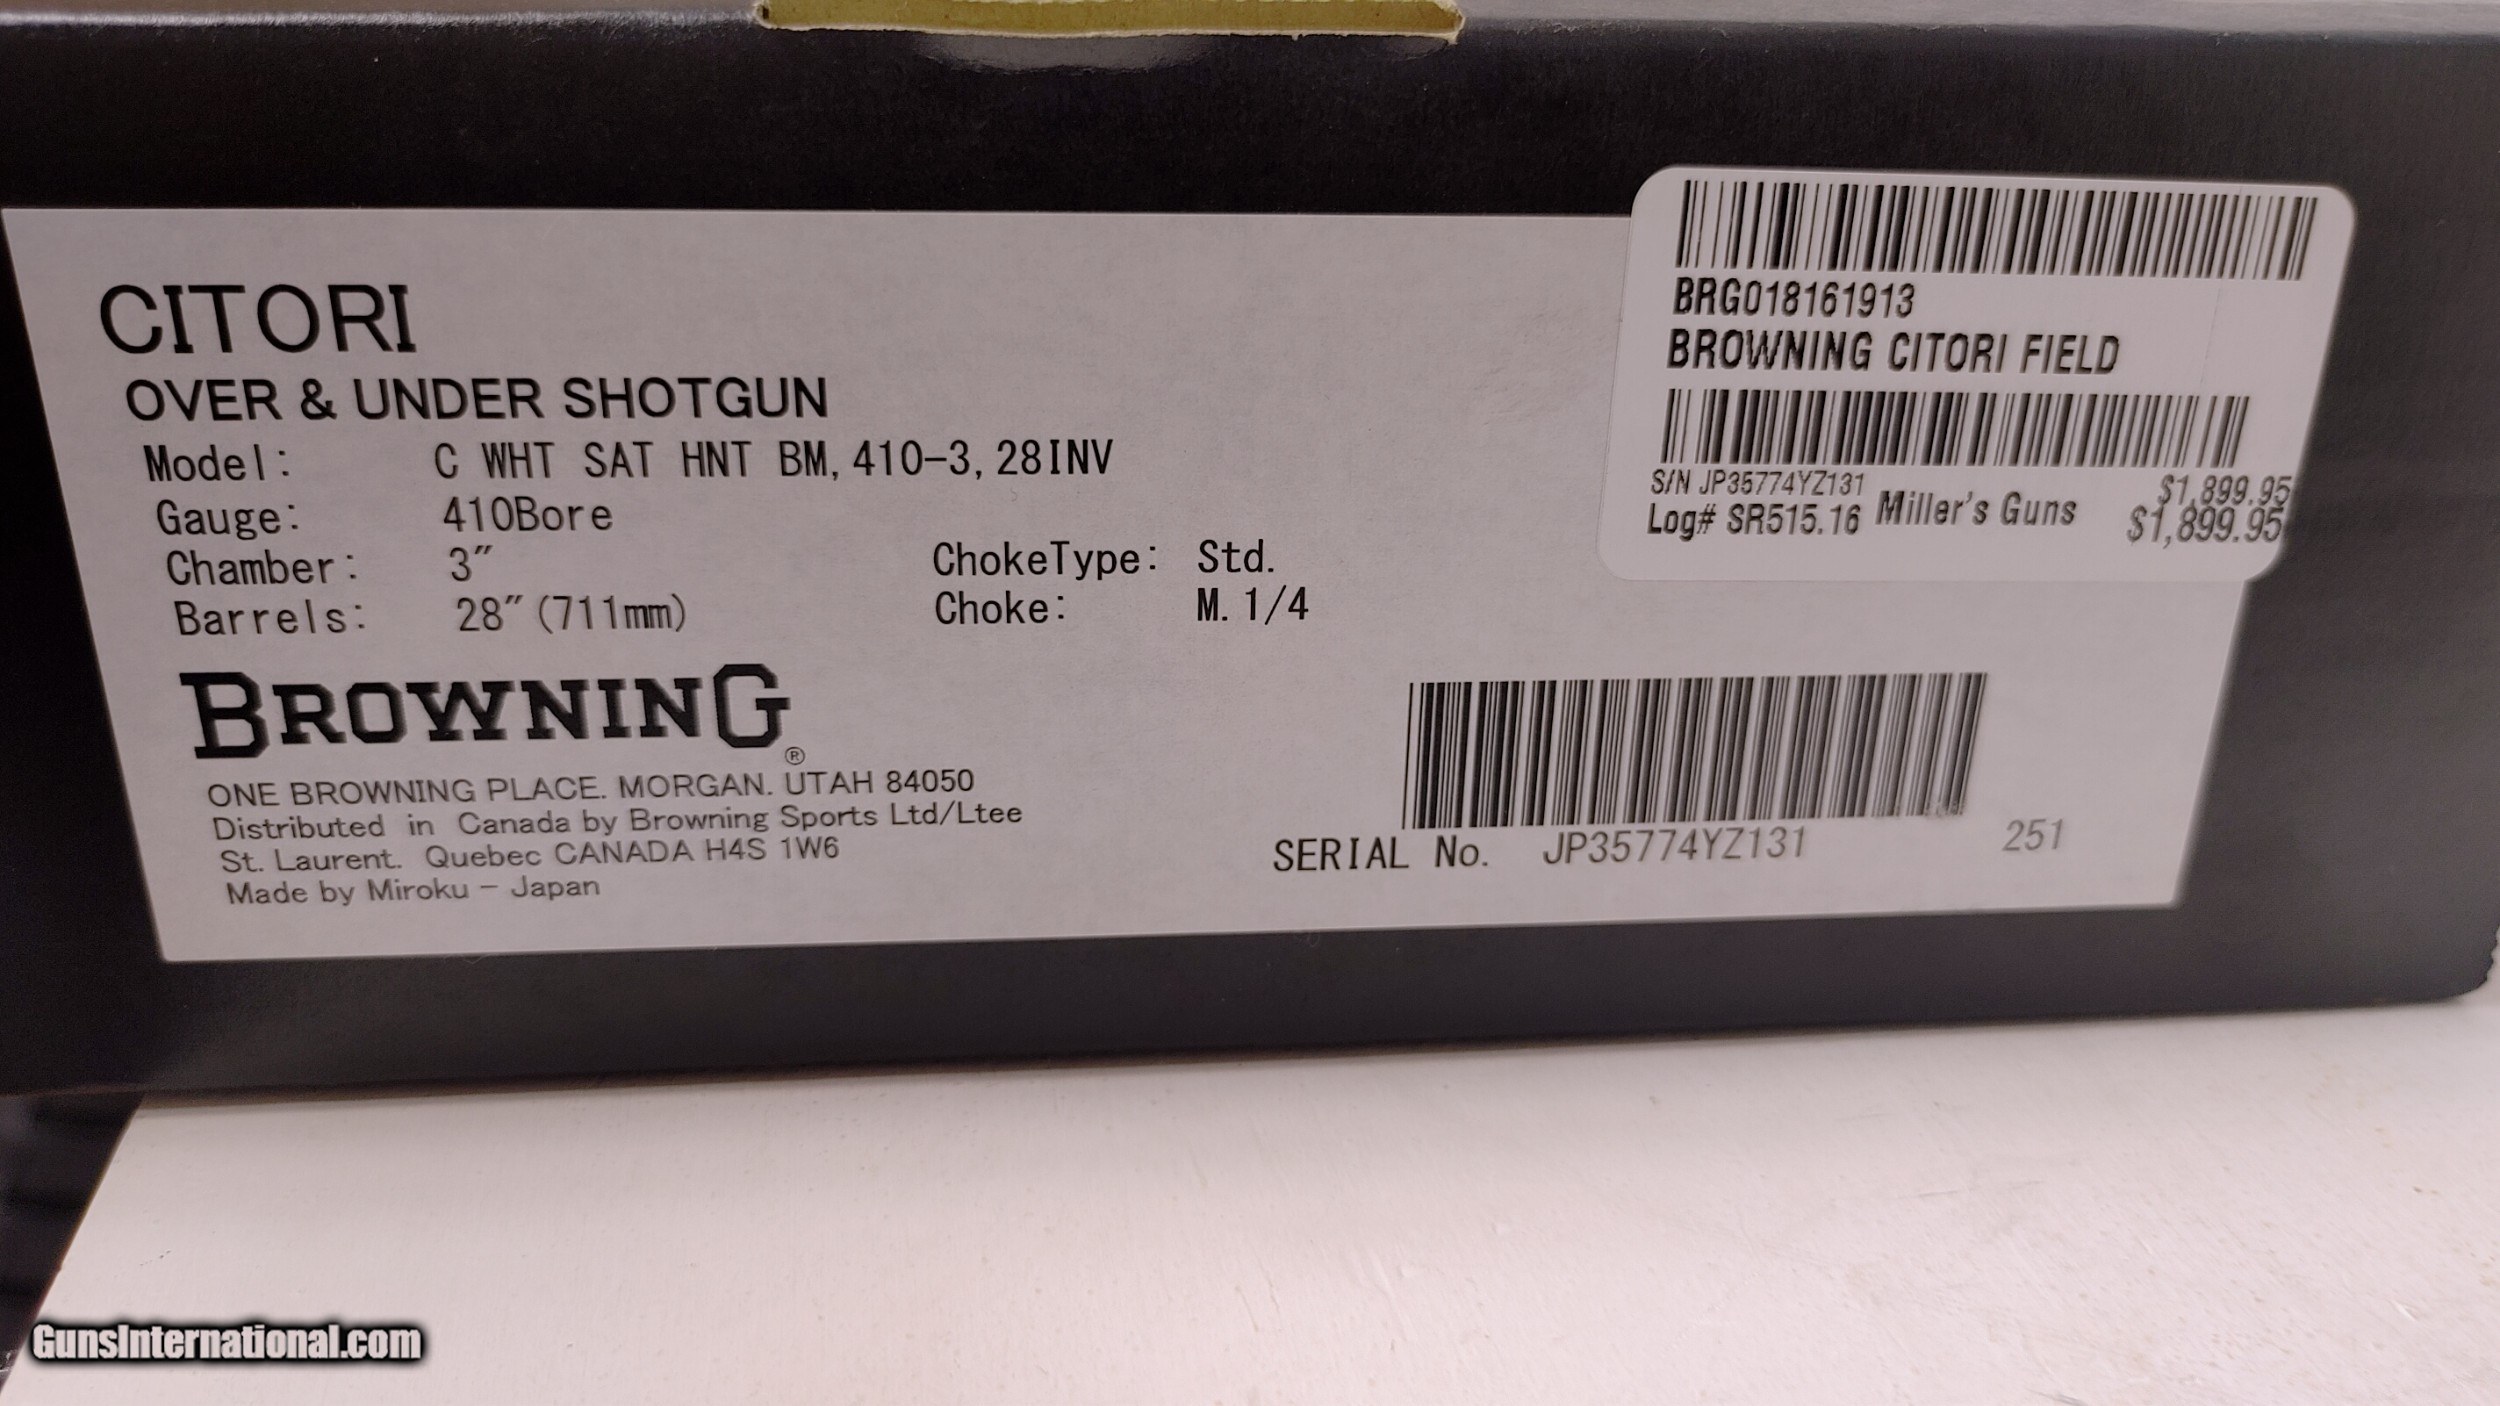 CITORI
OVER & UNDER SHOTGUN
Model: C WHT SAT HNT BM, 410-3, 28INV
Gauge: 410Bore
Chamber: 3" ChokeType: Std.
Barrels: 28" (711mm) Choke: M. 1/4
BROWNING®
ONE BROWNING PLACE. MORGAN. UTAH 84050
Distributed in Canada by Browning Sports Ltd/Ltee
St. Laurent. Quebec CANADA H4S 1W6
Made by Miroku - Japan
SERIAL No. JP35774YZ131 251
BRG018161913
BROWNING CITORI FIELD
S/N JP35774YZ131 $1,899.95
Log# SR515.16 Miller's Guns $1,899.95
GunsInternational.com